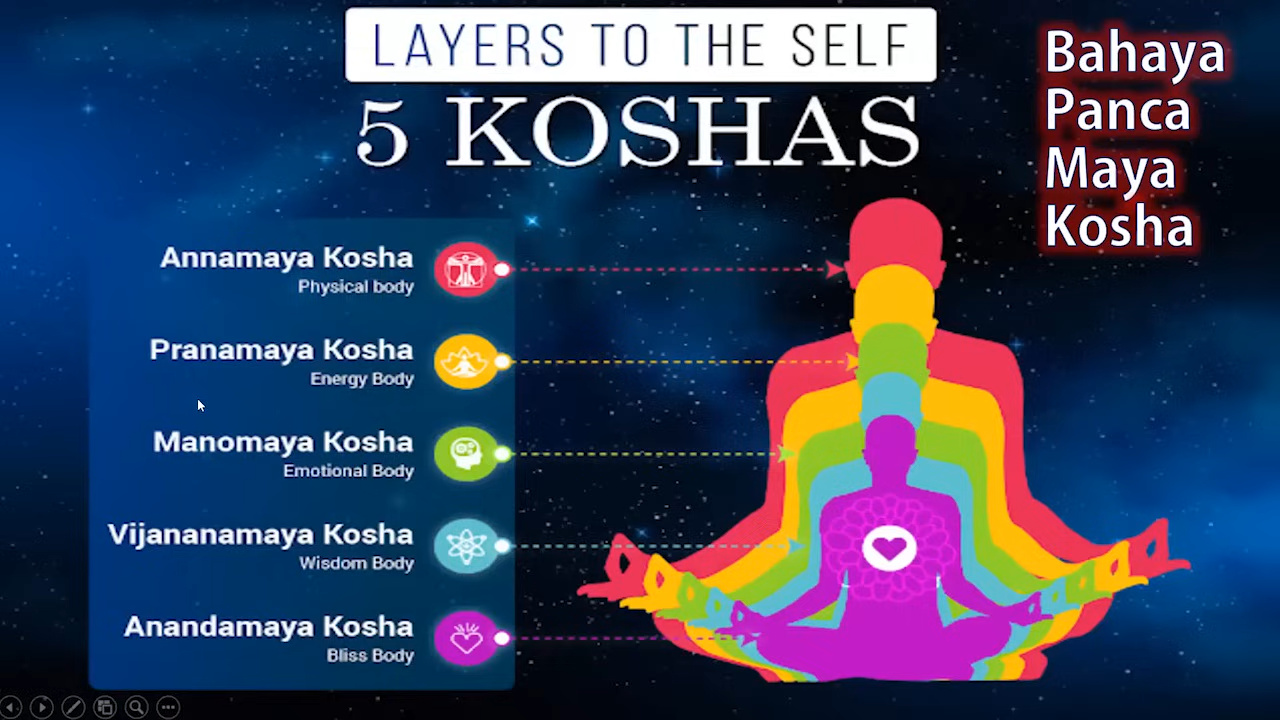 LAYERS TO THE SELF
5 KOSHAS
Bahaya
Panca
Maya
Kosha
Annamaya Kosha
Physical body
Pranamaya Kosha
Energy Body
Manomaya Kosha
Emotional Body
Vijananamaya Kosha
Wisdom Body
Anandamaya Kosha
Bliss Body